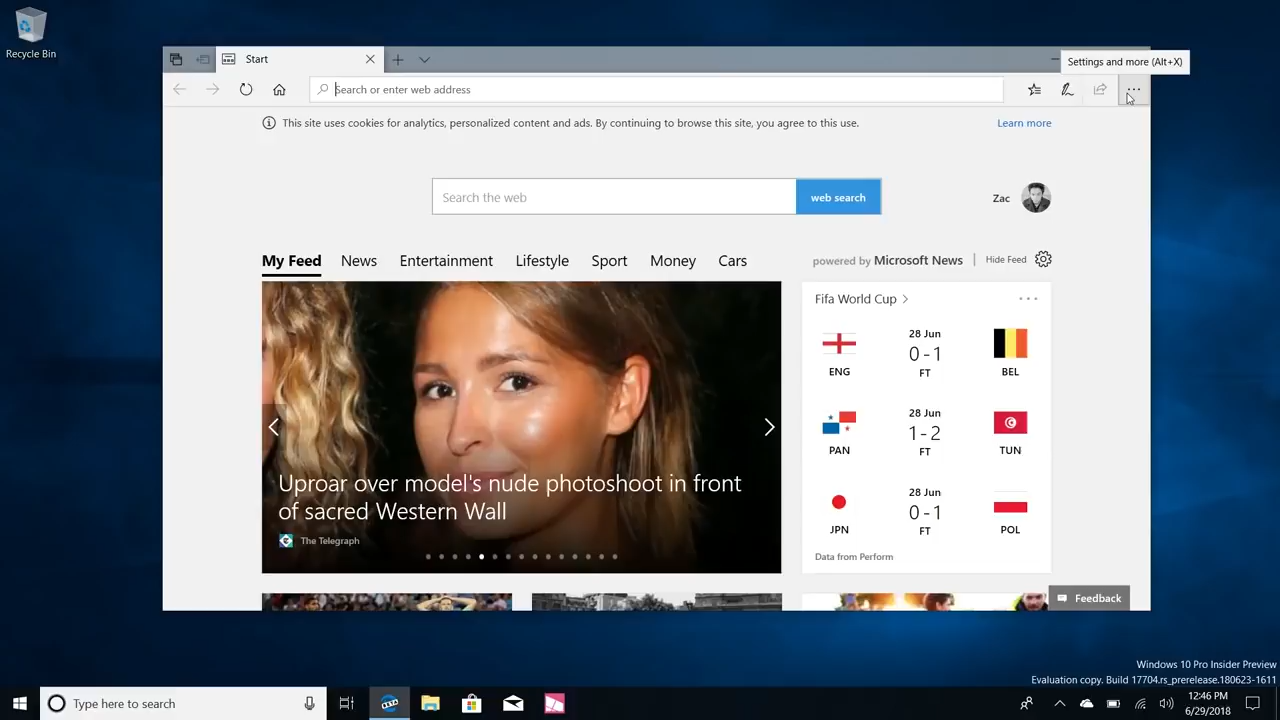 Recycle Bin
Start
Settings and more (Alt+X)
Search or enter web address
This site uses cookies for analytics, personalized content and ads. By continuing to browse this site, you agree to this use.
Learn more
Search the web
web search
Zac
My Feed
News
Entertainment
Lifestyle
Sport
Money
Cars
powered by Microsoft News
Hide Feed
Uproar over model's nude photoshoot in front
of sacred Western Wall
The Telegraph
Fifa World Cup
28 Jun
0-1
ENG
FT
BEL
28 Jun
1-2
PAN
FT
TUN
28 Jun
0-1
JPN
FT
POL
Data from Perform
Feedback
Windows 10 Pro Insider Preview
Evaluation copy. Build 17704.rs_prerelease.180623-1611
Type here to search
12:46 PM
6/29/2018